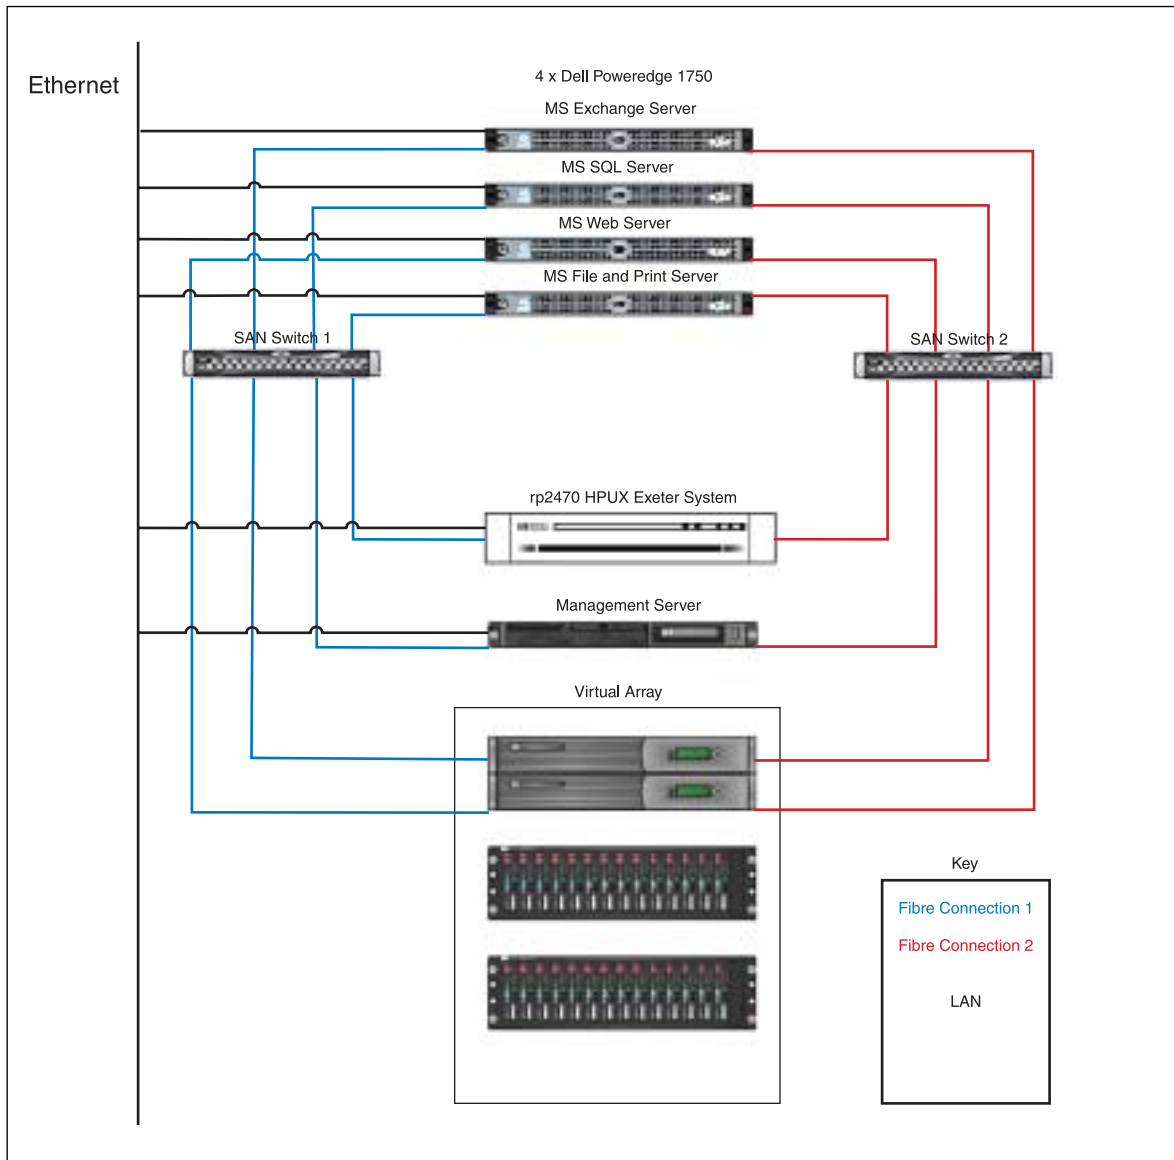 Ethernet
4 x Dell Poweredge 1750
MS Exchange Server
MS SQL Server
MS Web Server
MS File and Print Server
SAN Switch 1
SAN Switch 2
rp2470 HPUX Exeter System
Management Server
Virtual Array
Key
Fibre Connection 1
Fibre Connection 2
LAN